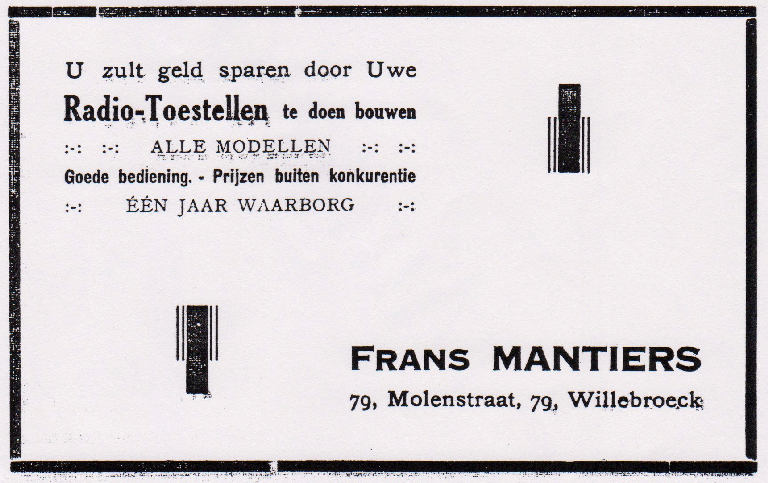 U zult geld sparen door Uwe
Radio-Toestellen te doen bouwen
:-: :-: ALLE MODELLEN :-: :-:
Goede bediening. - Prijzen buiten konkurentie
:-: ÉÉN JAAR WAARBORG :-:
FRANS MANTIERS
79, Molenstraat, 79, Willebroeck